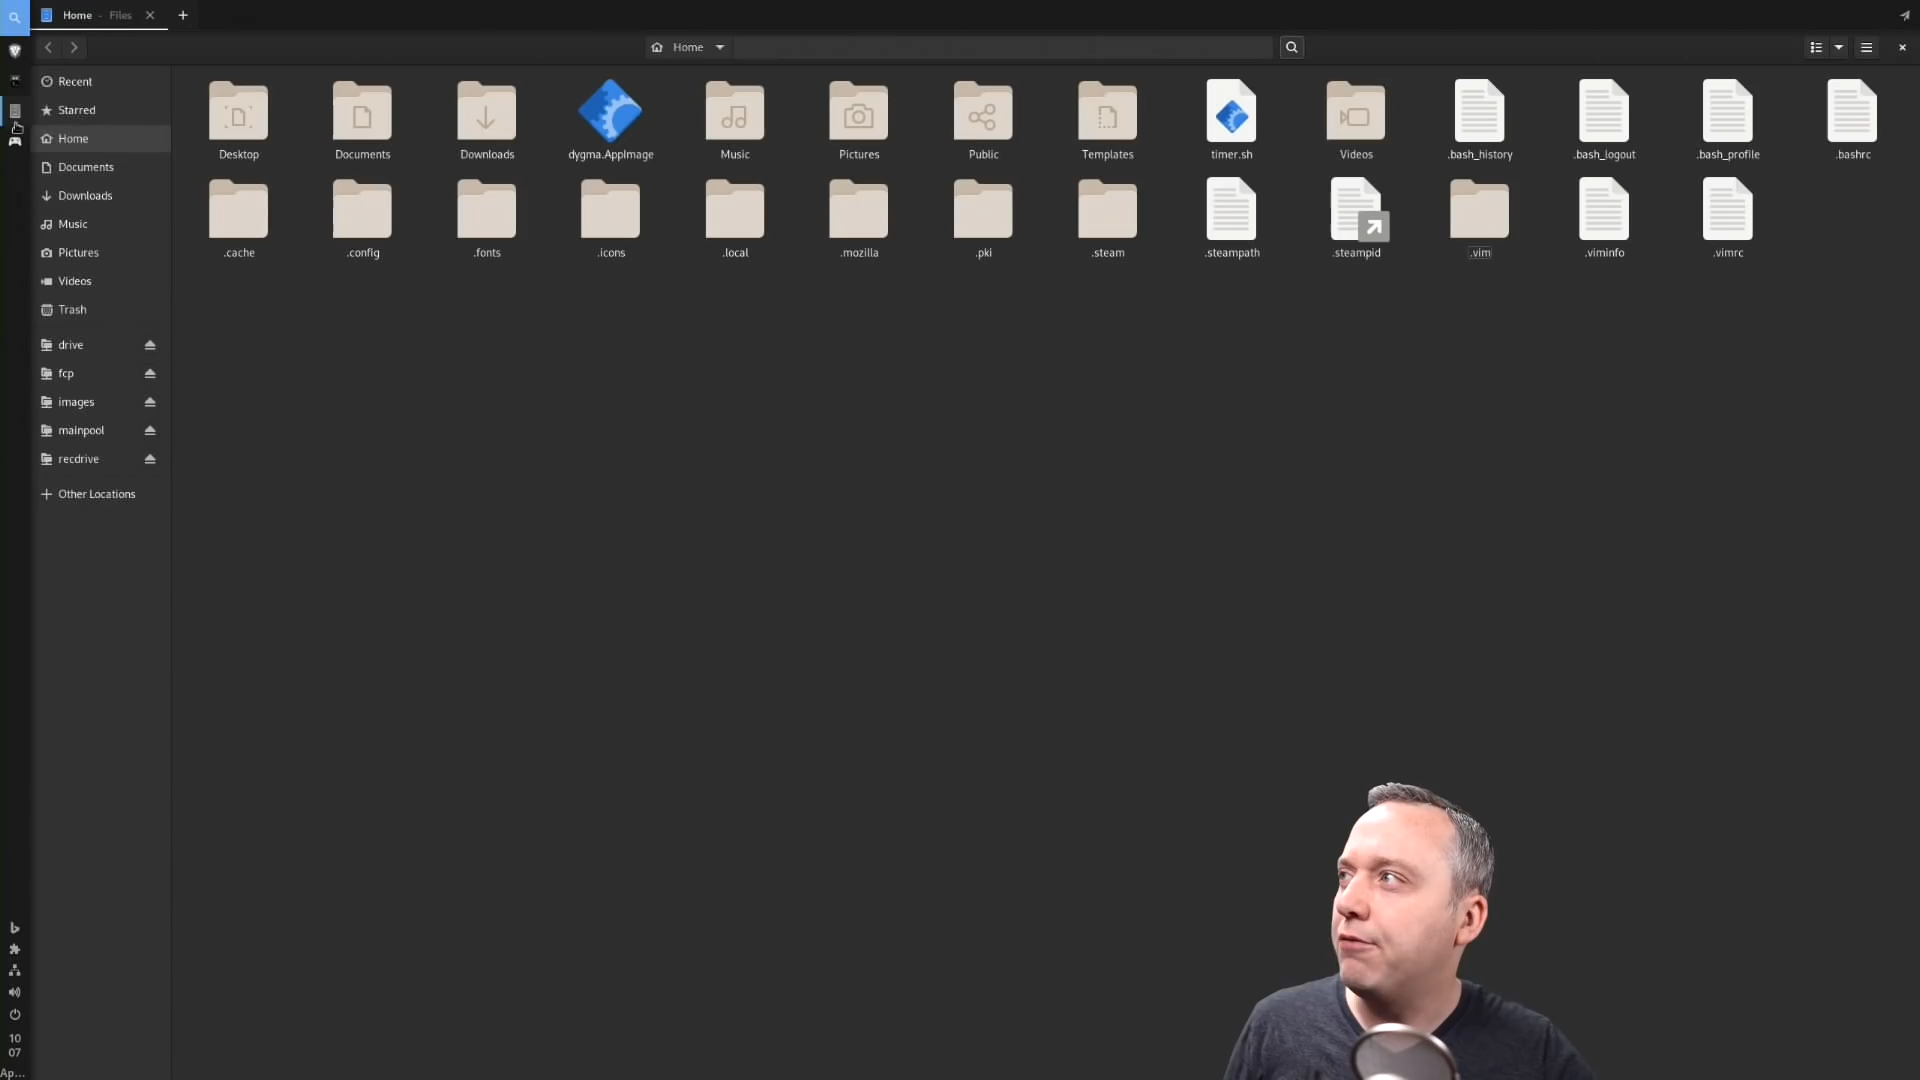 Home - Files
Home
Recent
Starred
Home
Documents
Downloads
Music
Pictures
Videos
Trash
drive
fcp
images
mainpool
recdrive
Other Locations
Desktop
Documents
Downloads
dygma.AppImage
Music
Pictures
Public
Templates
timer.sh
Videos
.bash_history
.bash_logout
.bash_profile
.bashrc
.cache
.config
.fonts
.icons
.local
.mozilla
.pki
.steam
.steampath
.steampid
.vim
.viminfo
.vimrc
10
07
Ap...